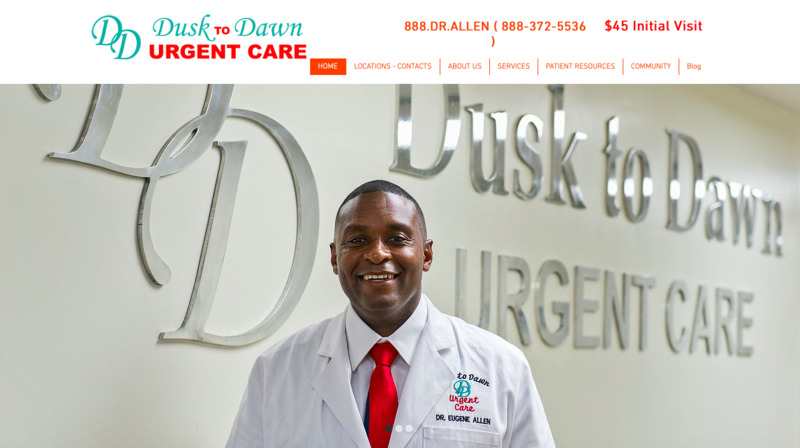 DD
Dusk TO Dawn
URGENT CARE
888.DR.ALLEN ( 888-372-5536
)
$45 Initial Visit
HOME
LOCATIONS - CONTACTS
ABOUT US
SERVICES
PATIENT RESOURCES
COMMUNITY
Blog
DD
Dusk to Dawn
URGENT CARE
to Dawn
DD
Urgent
Care
DR. EUGENE ALLEN